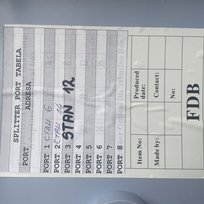 SPLITTER PORT TABELA
PORT ADRESA
PORT 1 STAN 6
PORT 2
PORT 3 STAN 12
PORT 4
PORT 5
PORT 6
PORT 7
PORT 8
FDB
Item No: Produced date:
Made by: Contact:
No: